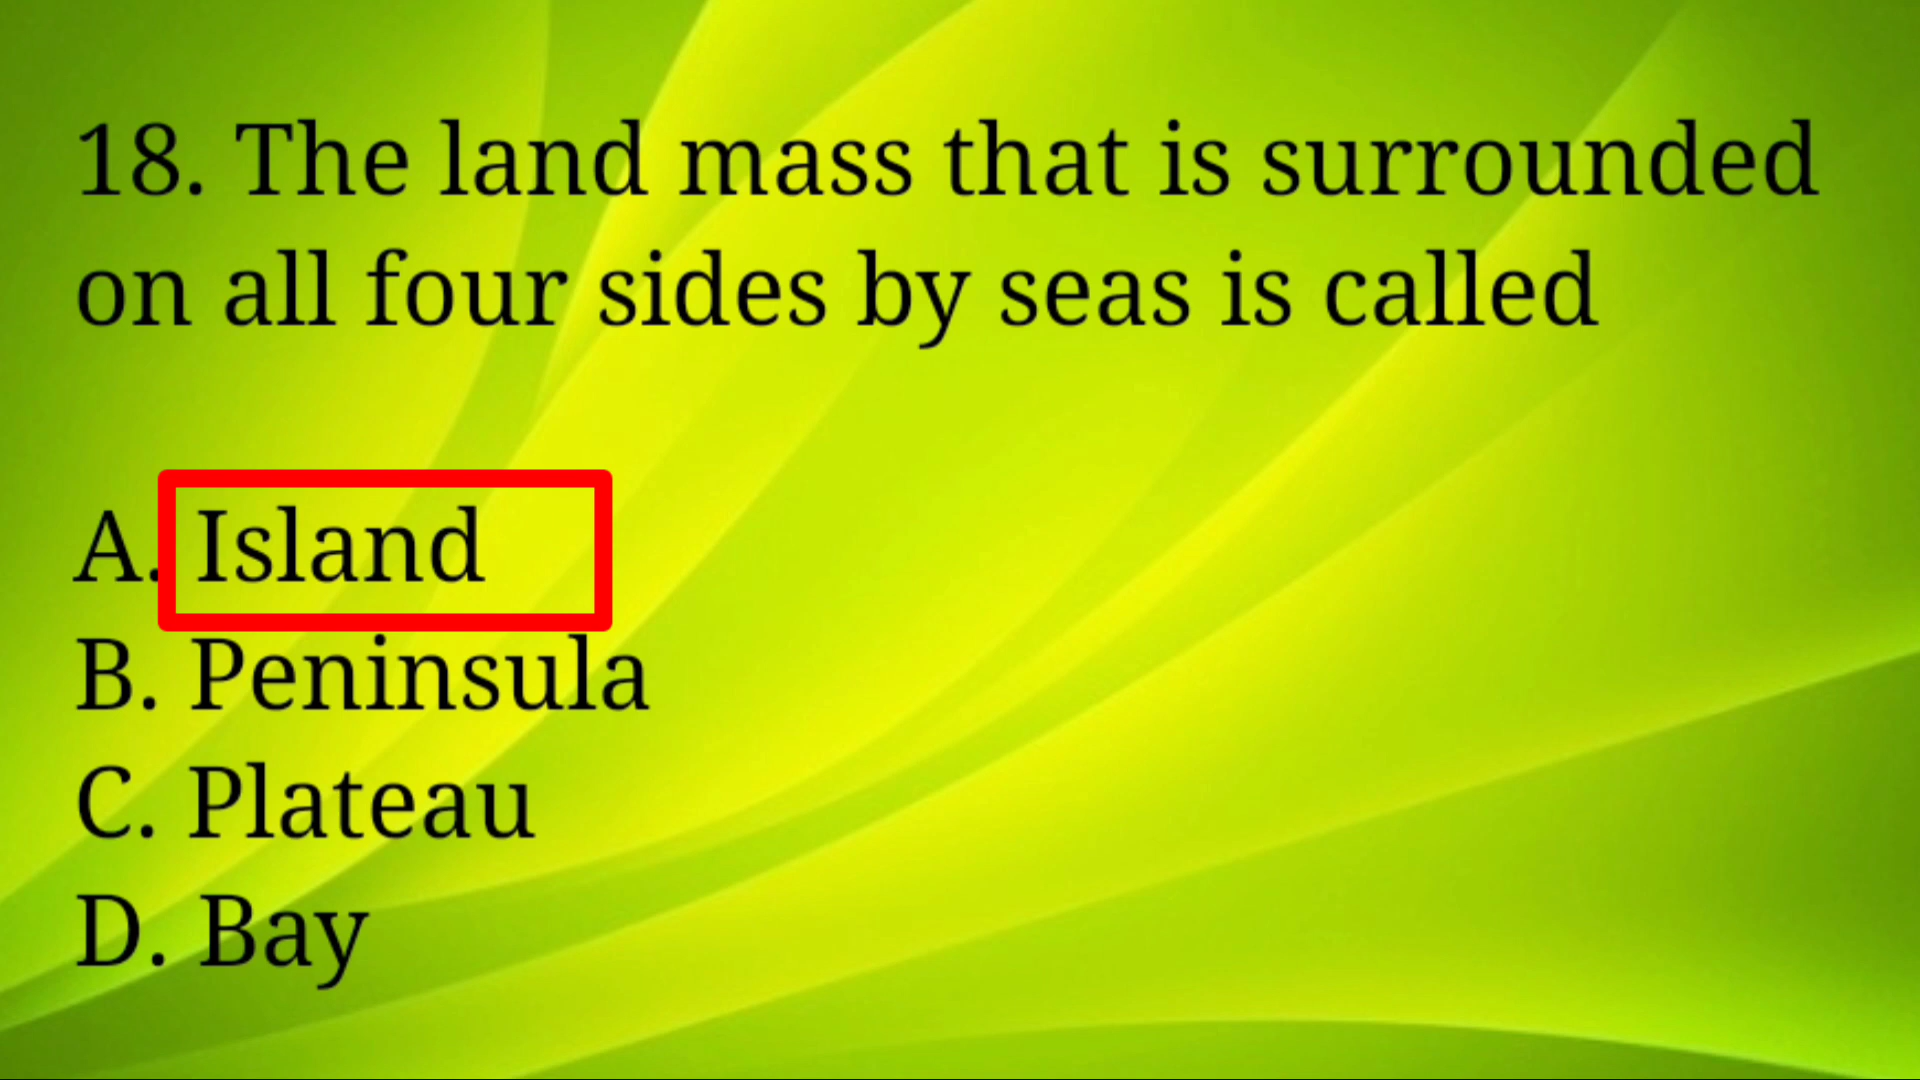 18. The land mass that is surrounded
on all four sides by seas is called
A. Island
B. Peninsula
C. Plateau
D. Bay